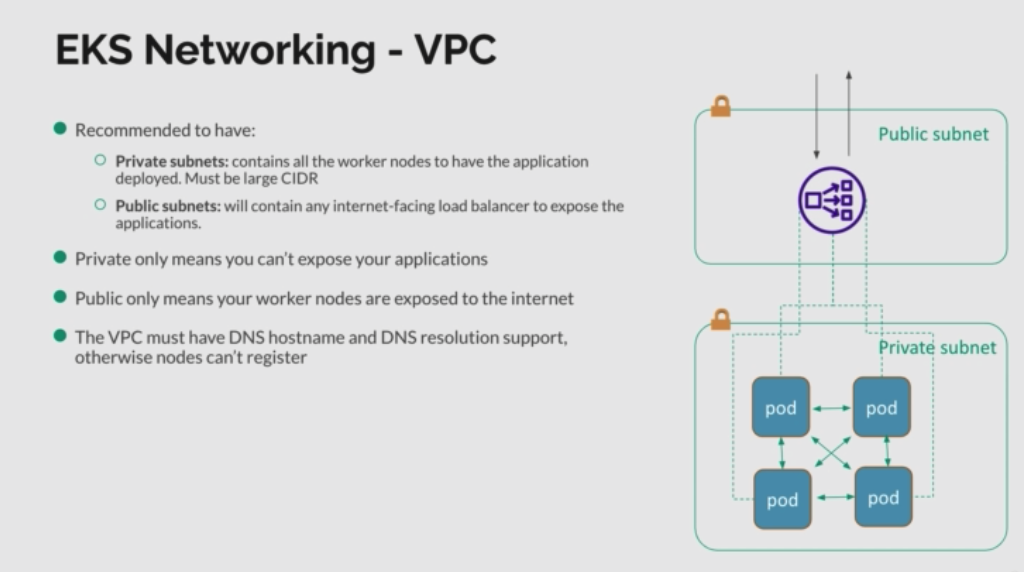 EKS Networking - VPC
Recommended to have:
Private subnets: contains all the worker nodes to have the application
deployed. Must be large CIDR
Public subnets: will contain any internet-facing load balancer to expose the
applications.
Private only means you can't expose your applications
Public only means your worker nodes are exposed to the internet
The VPC must have DNS hostname and DNS resolution support,
otherwise nodes can't register
Public subnet
Private subnet
pod
pod
pod
pod